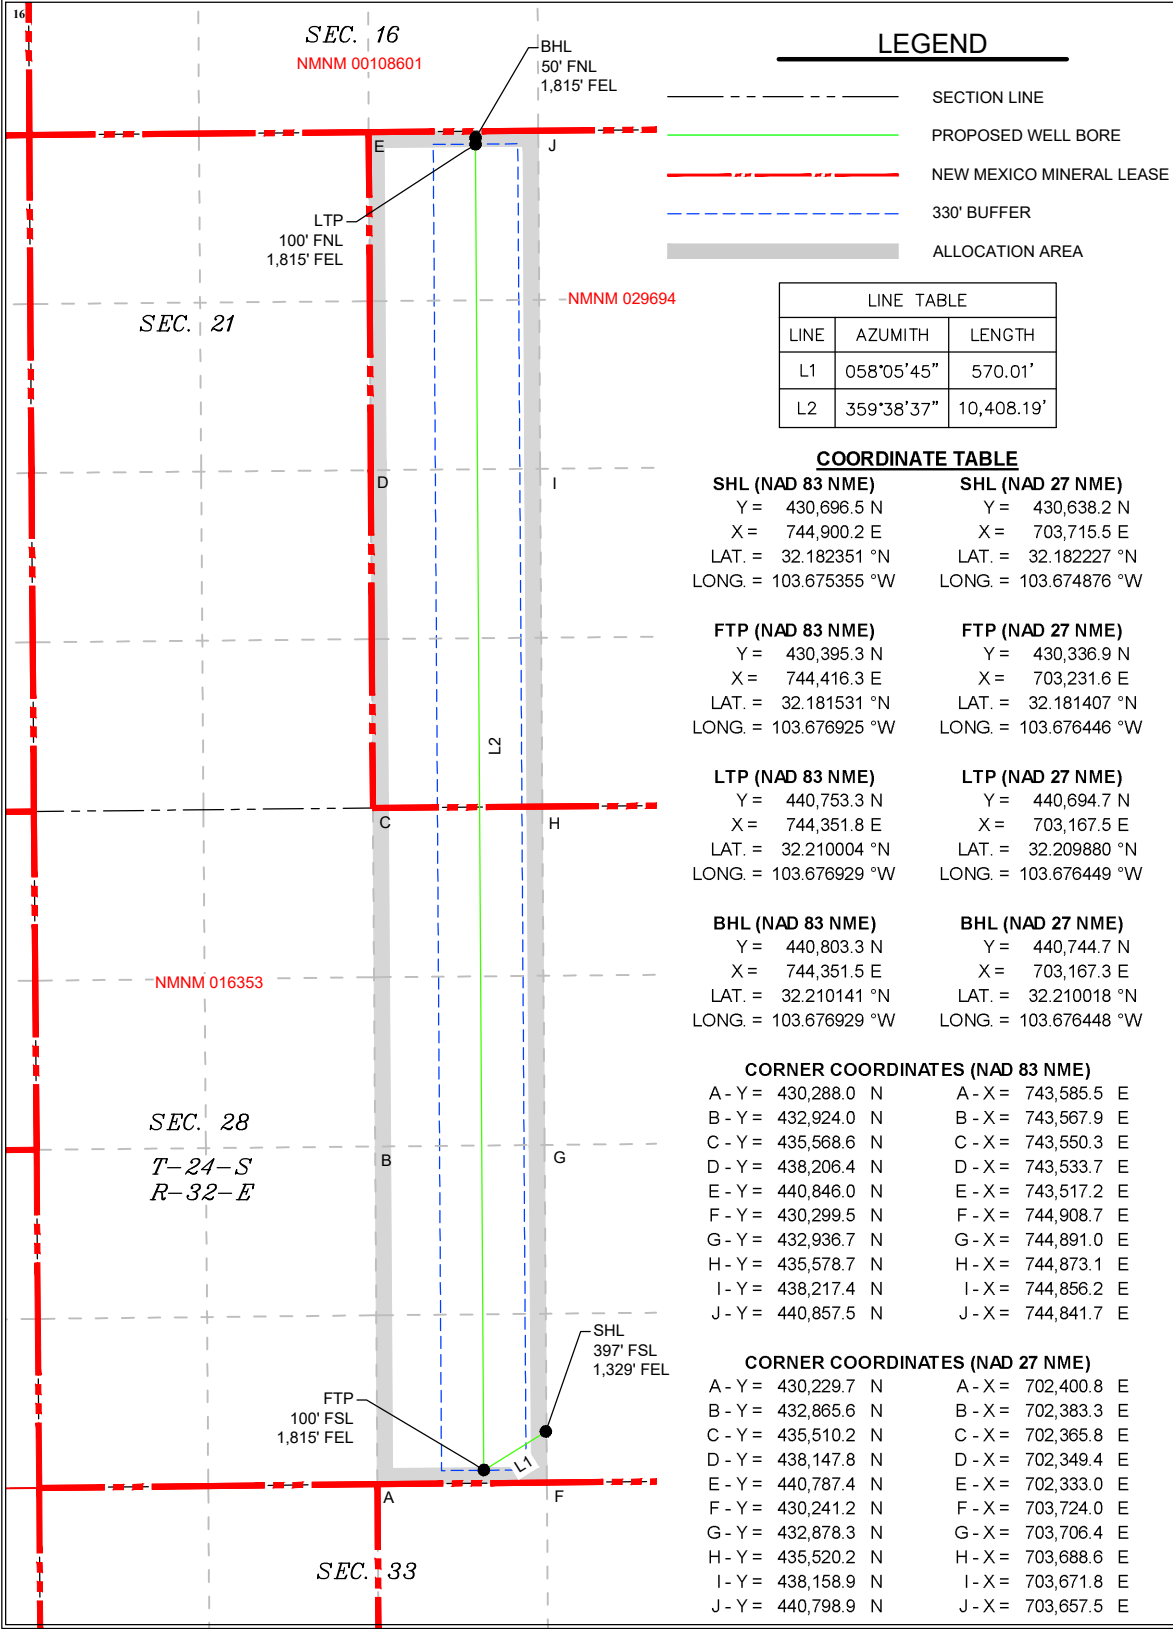 16
SEC. 16
NMNM 00108601
BHL
50' FNL
1,815' FEL
E
J
LTP
100' FNL
1,815' FEL
NMNM 029694
SEC. 21
D
I
L2
C
H
NMNM 016353
SEC. 28
T-24-S
R-32-E
B
G
SHL
397' FSL
1,329' FEL
FTP
100' FSL
1,815' FEL
L1
A
F
SEC. 33
LEGEND
SECTION LINE
PROPOSED WELL BORE
NEW MEXICO MINERAL LEASE
330' BUFFER
ALLOCATION AREA
LINE TABLE
LINE AZUMITH LENGTH
L1 058°05'45" 570.01'
L2 359°38'37" 10,408.19'
COORDINATE TABLE
SHL (NAD 83 NME) SHL (NAD 27 NME)
Y = 430,696.5 N Y = 430,638.2 N
X = 744,900.2 E X = 703,715.5 E
LAT. = 32.182351 °N LAT. = 32.182227 °N
LONG. = 103.675355 °W LONG. = 103.674876 °W
FTP (NAD 83 NME) FTP (NAD 27 NME)
Y = 430,395.3 N Y = 430,336.9 N
X = 744,416.3 E X = 703,231.6 E
LAT. = 32.181531 °N LAT. = 32.181407 °N
LONG. = 103.676925 °W LONG. = 103.676446 °W
LTP (NAD 83 NME) LTP (NAD 27 NME)
Y = 440,753.3 N Y = 440,694.7 N
X = 744,351.8 E X = 703,167.5 E
LAT. = 32.210004 °N LAT. = 32.209880 °N
LONG. = 103.676929 °W LONG. = 103.676449 °W
BHL (NAD 83 NME) BHL (NAD 27 NME)
Y = 440,803.3 N Y = 440,744.7 N
X = 744,351.5 E X = 703,167.3 E
LAT. = 32.210141 °N LAT. = 32.210018 °N
LONG. = 103.676929 °W LONG. = 103.676448 °W
CORNER COORDINATES (NAD 83 NME)
A - Y = 430,288.0 N A - X = 743,585.5 E
B - Y = 432,924.0 N B - X = 743,567.9 E
C - Y = 435,568.6 N C - X = 743,550.3 E
D - Y = 438,206.4 N D - X = 743,533.7 E
E - Y = 440,846.0 N E - X = 743,517.2 E
F - Y = 430,299.5 N F - X = 744,908.7 E
G - Y = 432,936.7 N G - X = 744,891.0 E
H - Y = 435,578.7 N H - X = 744,873.1 E
I - Y = 438,217.4 N I - X = 744,856.2 E
J - Y = 440,857.5 N J - X = 744,841.7 E
CORNER COORDINATES (NAD 27 NME)
A - Y = 430,229.7 N A - X = 702,400.8 E
B - Y = 432,865.6 N B - X = 702,383.3 E
C - Y = 435,510.2 N C - X = 702,365.8 E
D - Y = 438,147.8 N D - X = 702,349.4 E
E - Y = 440,787.4 N E - X = 702,333.0 E
F - Y = 430,241.2 N F - X = 703,724.0 E
G - Y = 432,878.3 N G - X = 703,706.4 E
H - Y = 435,520.2 N H - X = 703,688.6 E
I - Y = 438,158.9 N I - X = 703,671.8 E
J - Y = 440,798.9 N J - X = 703,657.5 E